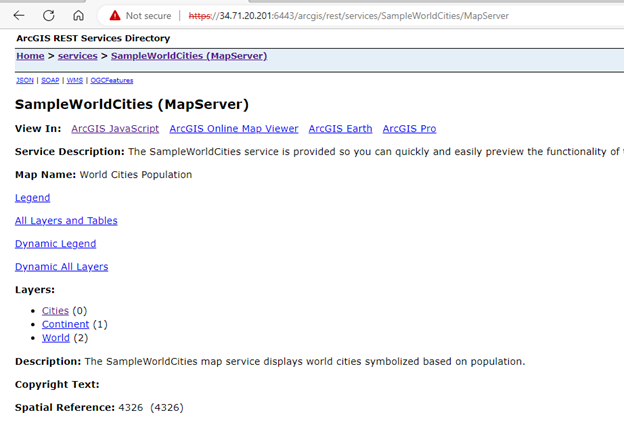 Not secure | https://34.71.20.201:6443/arcgis/rest/services/SampleWorldCities/MapServer
ArcGIS REST Services Directory
Home > services > SampleWorldCities (MapServer)
JSON | SOAP | WMS | OGCFeatures
SampleWorldCities (MapServer)
View In: ArcGIS JavaScript ArcGIS Online Map Viewer ArcGIS Earth ArcGIS Pro
Service Description: The SampleWorldCities service is provided so you can quickly and easily preview the functionality of
Map Name: World Cities Population
Legend
All Layers and Tables
Dynamic Legend
Dynamic All Layers
Layers:
• Cities (0)
• Continent (1)
• World (2)
Description: The SampleWorldCities map service displays world cities symbolized based on population.
Copyright Text:
Spatial Reference: 4326 (4326)